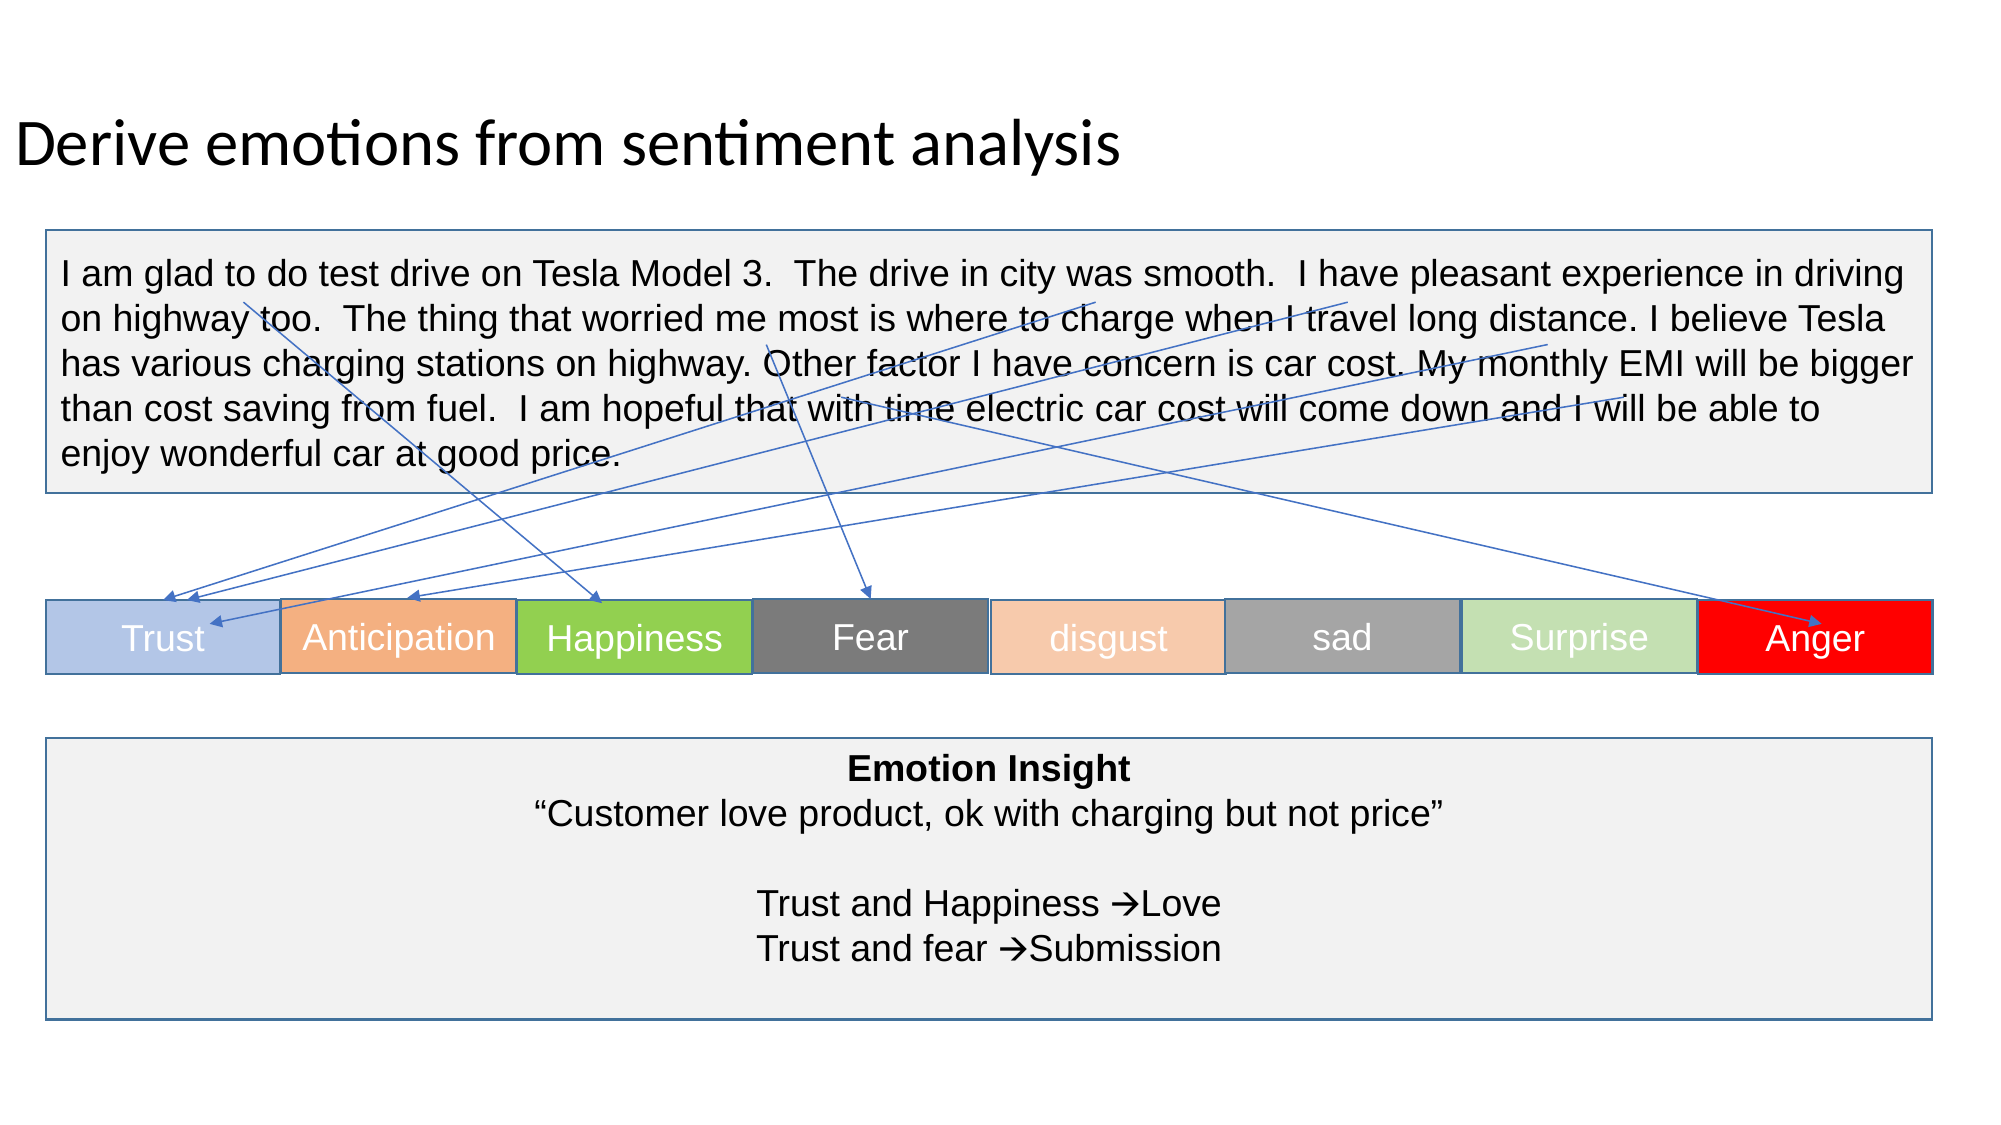 Derive emotions from sentiment analysis
I am glad to do test drive on Tesla Model 3.  The drive in city was smooth.  I have pleasant experience in driving
on highway too.  The thing that worried me most is where to charge when I travel long distance. I believe Tesla
has various charging stations on highway. Other factor I have concern is car cost. My monthly EMI will be bigger
than cost saving from fuel.  I am hopeful that with time electric car cost will come down and I will be able to
enjoy wonderful car at good price.
Trust Anticipation Happiness Fear disgust sad Surprise Anger
Emotion Insight
“Customer love product, ok with charging but not price”
Trust and Happiness →Love
Trust and fear →Submission